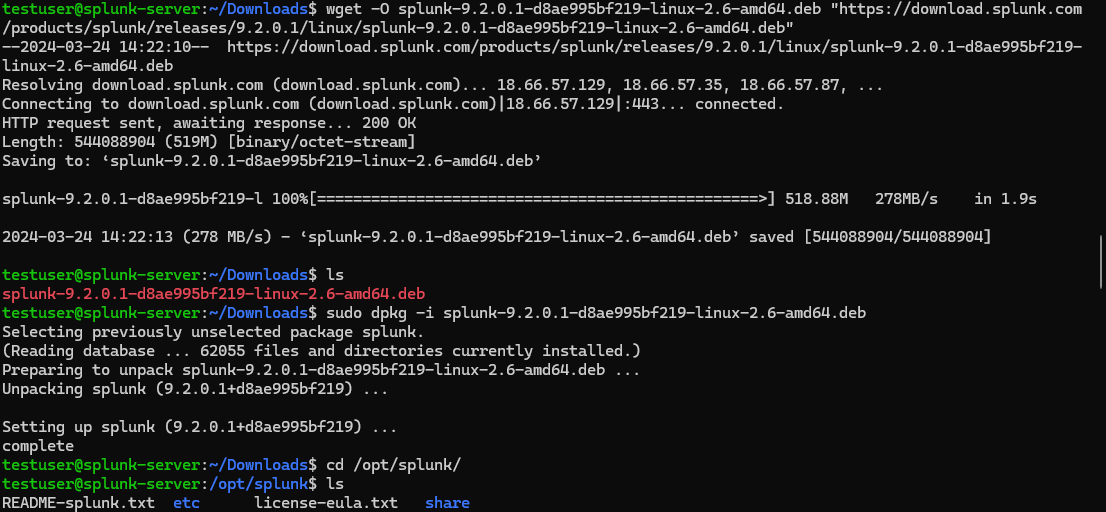 testuser@splunk-server:~/Downloads$ wget -O splunk-9.2.0.1-d8ae995bf219-linux-2.6-amd64.deb "https://download.splunk.com
/products/splunk/releases/9.2.0.1/linux/splunk-9.2.0.1-d8ae995bf219-linux-2.6-amd64.deb"
--2024-03-24 14:22:10-- https://download.splunk.com/products/splunk/releases/9.2.0.1/linux/splunk-9.2.0.1-d8ae995bf219-
linux-2.6-amd64.deb
Resolving download.splunk.com (download.splunk.com)... 18.66.57.129, 18.66.57.35, 18.66.57.87, ...
Connecting to download.splunk.com (download.splunk.com)|18.66.57.129|:443... connected.
HTTP request sent, awaiting response... 200 OK
Length: 544088904 (519M) [binary/octet-stream]
Saving to: ‘splunk-9.2.0.1-d8ae995bf219-linux-2.6-amd64.deb’
splunk-9.2.0.1-d8ae995bf219-l 100%[=================================================>] 518.88M 278MB/s in 1.9s
2024-03-24 14:22:13 (278 MB/s) - ‘splunk-9.2.0.1-d8ae995bf219-linux-2.6-amd64.deb’ saved [544088904/544088904]
testuser@splunk-server:~/Downloads$ ls
splunk-9.2.0.1-d8ae995bf219-linux-2.6-amd64.deb
testuser@splunk-server:~/Downloads$ sudo dpkg -i splunk-9.2.0.1-d8ae995bf219-linux-2.6-amd64.deb
Selecting previously unselected package splunk.
(Reading database ... 62055 files and directories currently installed.)
Preparing to unpack splunk-9.2.0.1-d8ae995bf219-linux-2.6-amd64.deb ...
Unpacking splunk (9.2.0.1+d8ae995bf219) ...
Setting up splunk (9.2.0.1+d8ae995bf219) ...
complete
testuser@splunk-server:~/Downloads$ cd /opt/splunk/
testuser@splunk-server:/opt/splunk$ ls
README-splunk.txt etc license-eula.txt share